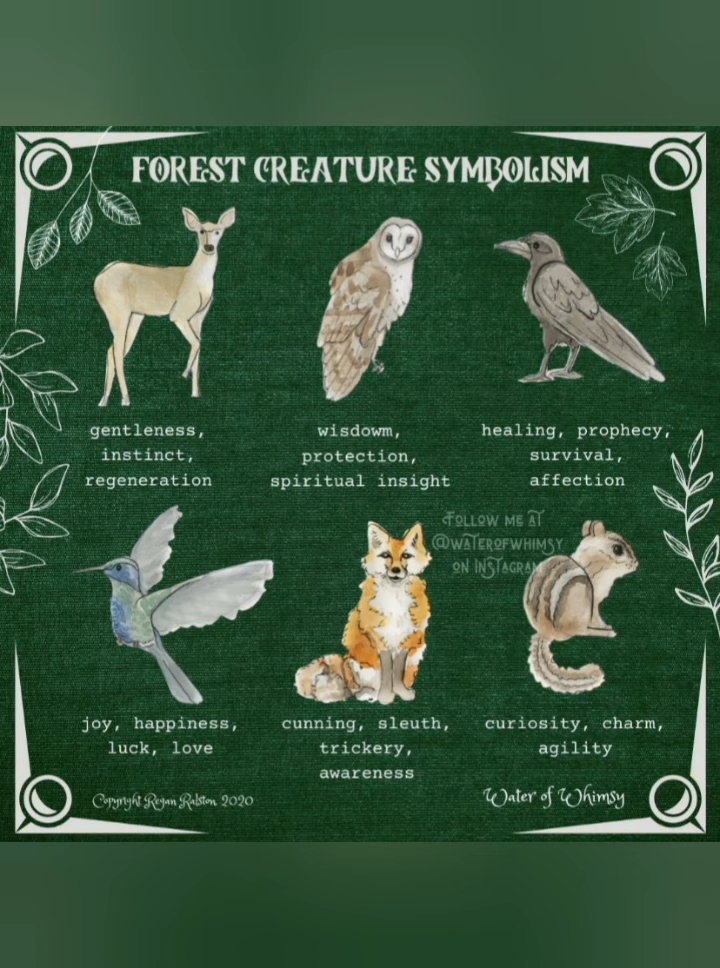 FOREST CREATURE SYMBOLISM
gentleness,
instinct,
regeneration
wisdowm,
protection,
spiritual insight
healing, prophecy,
survival,
affection
Follow me at
@waterofwhimsy
on Instagram
joy, happiness,
luck, love
cunning, sleuth,
trickery,
awareness
curiosity, charm,
agility
Copyright Regan Ralston 2020
Water of Whimsy